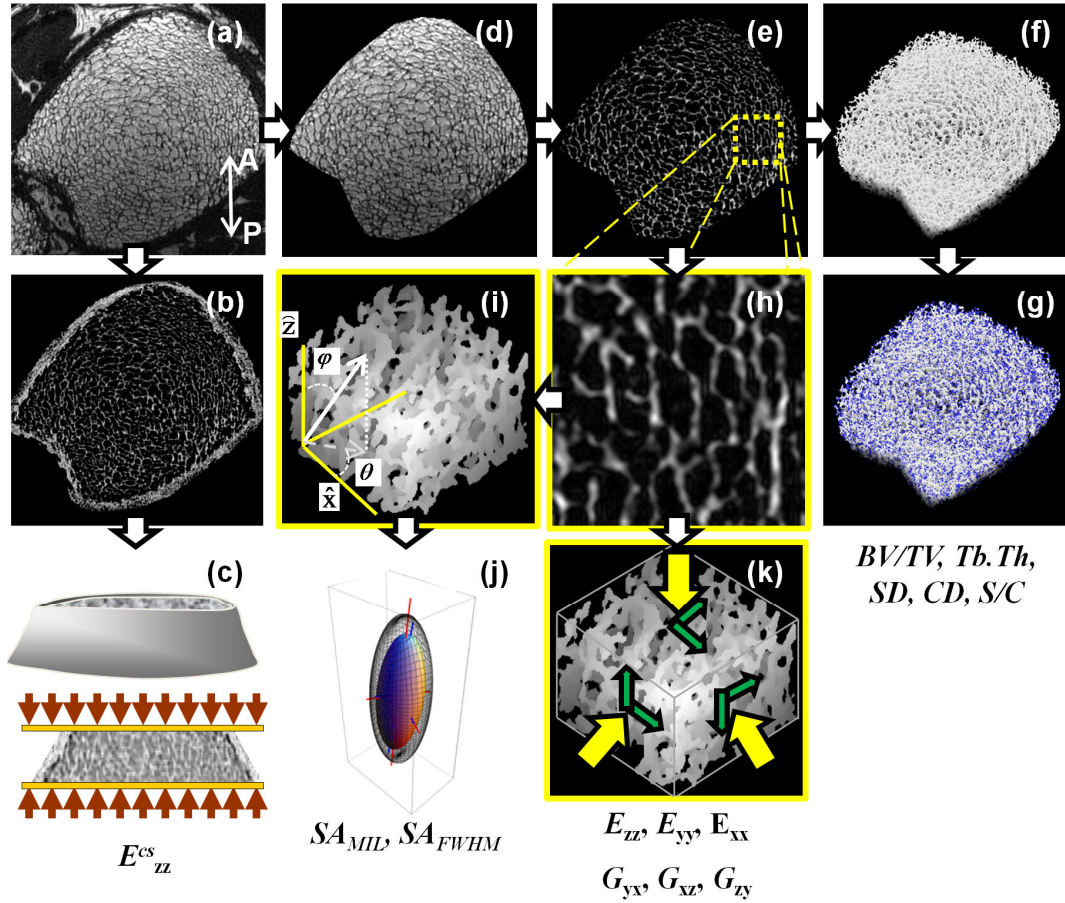 (a)
A
P
(d)
(e)
(f)
(b)
(i)
ẑ
φ
θ
x̂
(h)
(g)
BV/TV, Tb.Th,
SD, CD, S/C
(c)
(j)
(k)
E^cs_zz
SA_MIL, SA_FWHM
E_zz, E_yy, E_xx
G_yx, G_xz, G_zy